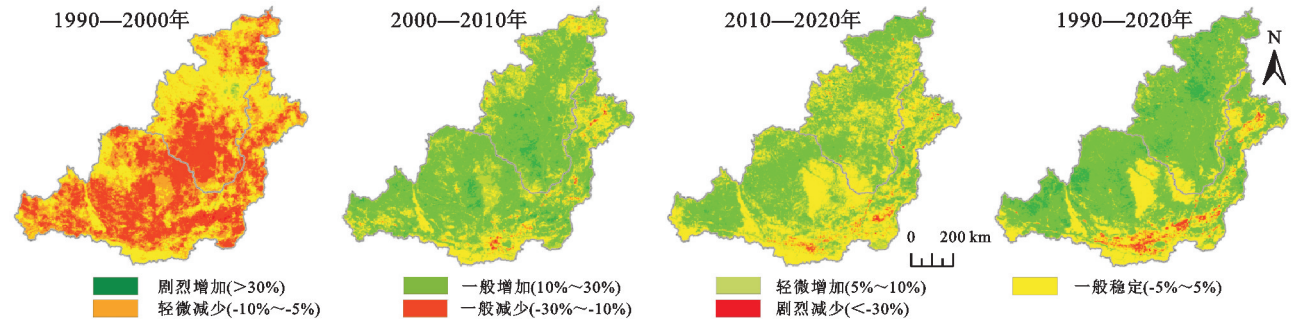 1990—2000年
2000—2010年
2010—2020年
1990—2020年
N
0 200 km
剧烈增加(>30%)
一般增加(10%~30%)
轻微增加(5%~10%)
一般稳定(-5%~5%)
轻微减少(-10%~-5%)
一般减少(-30%~-10%)
剧烈减少(<-30%)